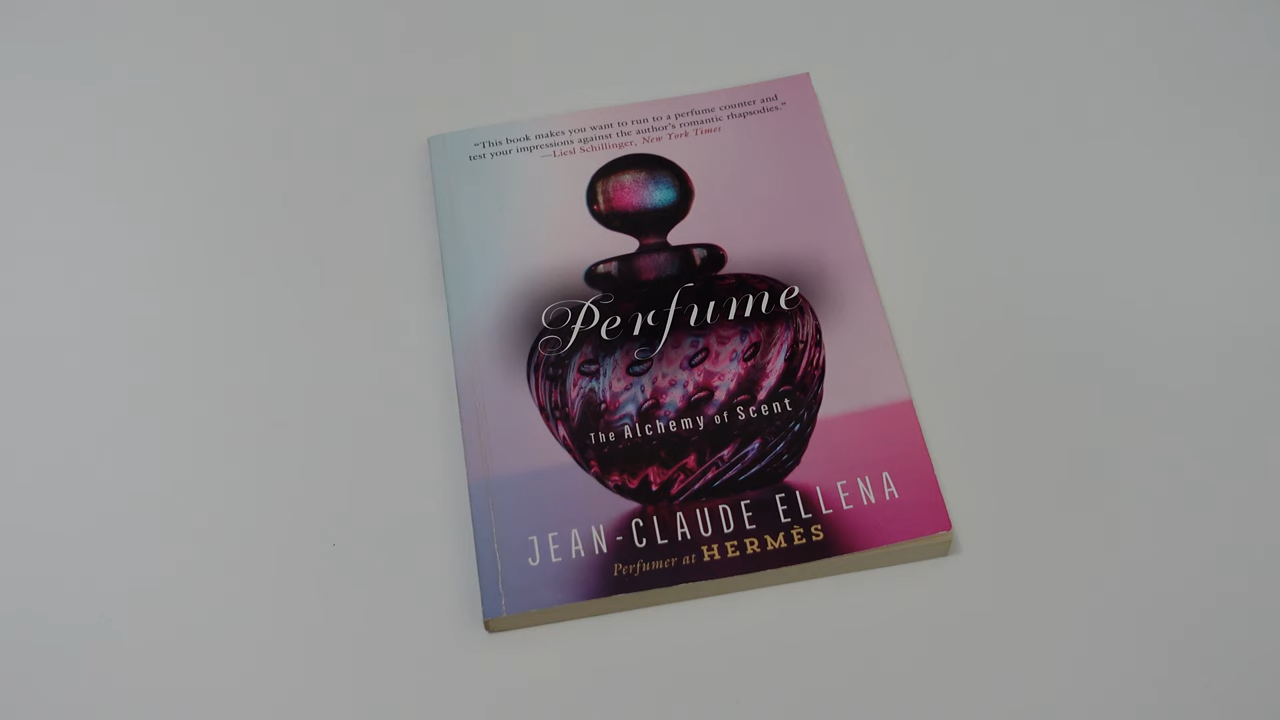 “This book makes you want to run to a perfume counter and
test your impressions against the author's romantic rhapsodies.”
—Liesl Schillinger, New York Times
Perfume
The Alchemy of Scent
JEAN-CLAUDE ELLENA
Perfumer at HERMÈS